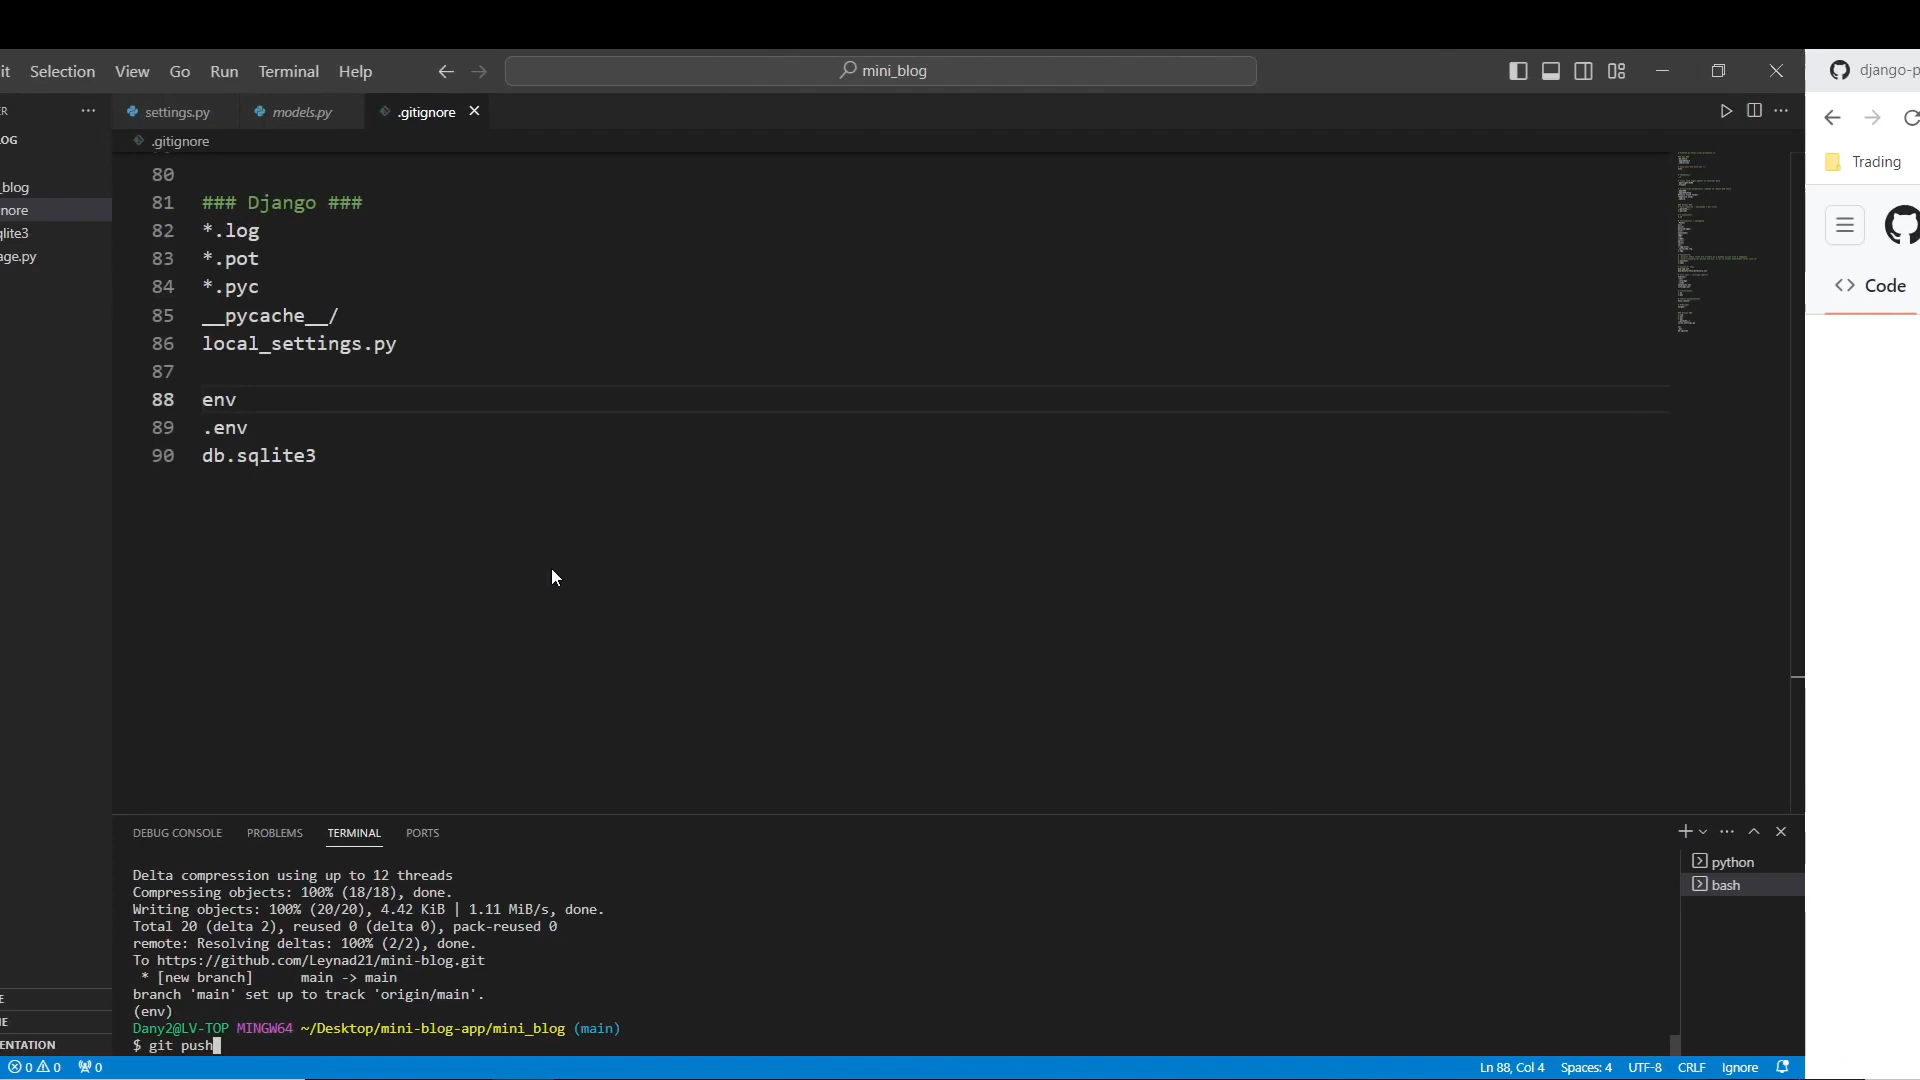 it Selection View Go Run Terminal Help
mini_blog
django-p
ER
settings.py
models.py
.gitignore
OG
.gitignore
Trading
_blog
nore
qlite3
age.py
80
81 ### Django ###
82 *.log
83 *.pot
84 *.pyc
85 __pycache__/
86 local_settings.py
87
88 env
89 .env
90 db.sqlite3
<> Code
DEBUG CONSOLE PROBLEMS TERMINAL PORTS
python
bash
Delta compression using up to 12 threads
Compressing objects: 100% (18/18), done.
Writing objects: 100% (20/20), 4.42 KiB | 1.11 MiB/s, done.
Total 20 (delta 2), reused 0 (delta 0), pack-reused 0
remote: Resolving deltas: 100% (2/2), done.
To https://github.com/Leynad21/mini-blog.git
* [new branch] main -> main
branch 'main' set up to track 'origin/main'.
(env)
Dany2@LV-TOP MINGW64 ~/Desktop/mini-blog-app/mini_blog (main)
$ git push
E
NE
ENTATION
0 0 0
Ln 88, Col 4 Spaces: 4 UTF-8 CRLF Ignore